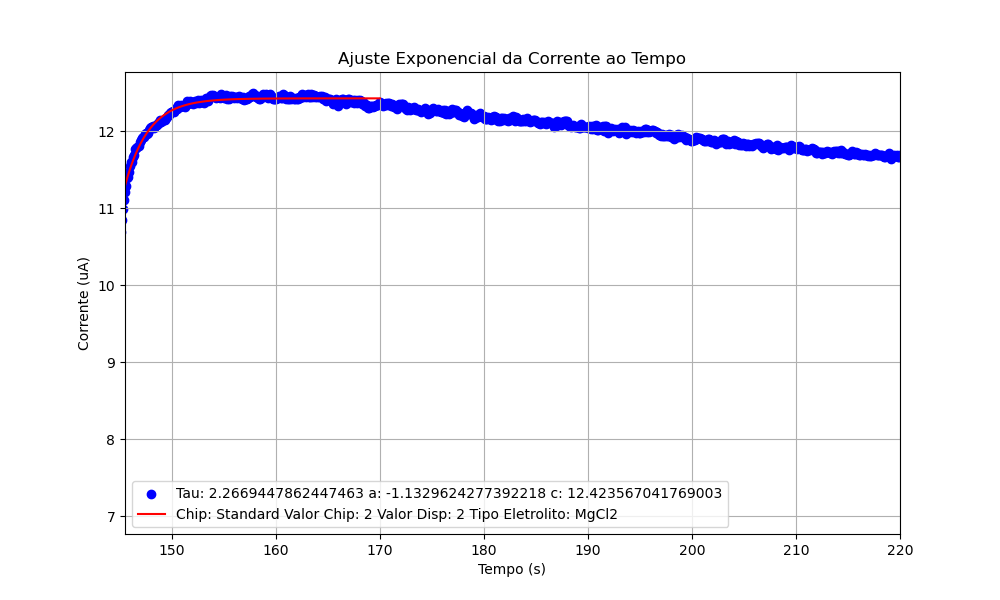 Ajuste Exponencial da Corrente ao Tempo
Corrente (uA)
12
11
10
9
8
7
Tau: 2.2669447862447463 a: -1.1329624277392218 c: 12.423567041769003
Chip: Standard Valor Chip: 2 Valor Disp: 2 Tipo Eletrolito: MgCl2
150 160 170 180 190 200 210 220
Tempo (s)